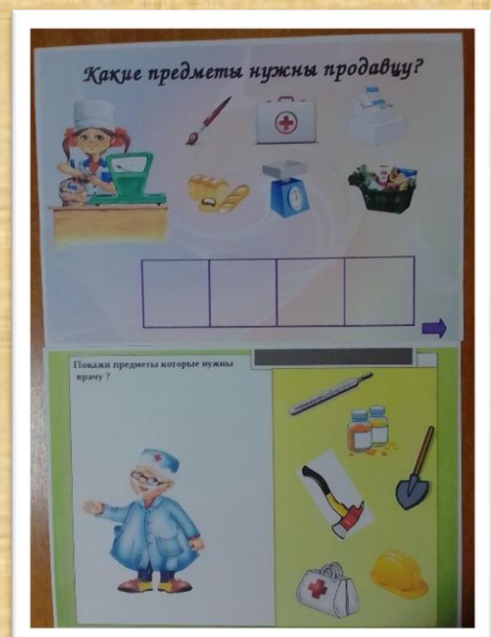 Какие предметы нужны продавцу?
Покажи предметы которые нужны
врачу ?